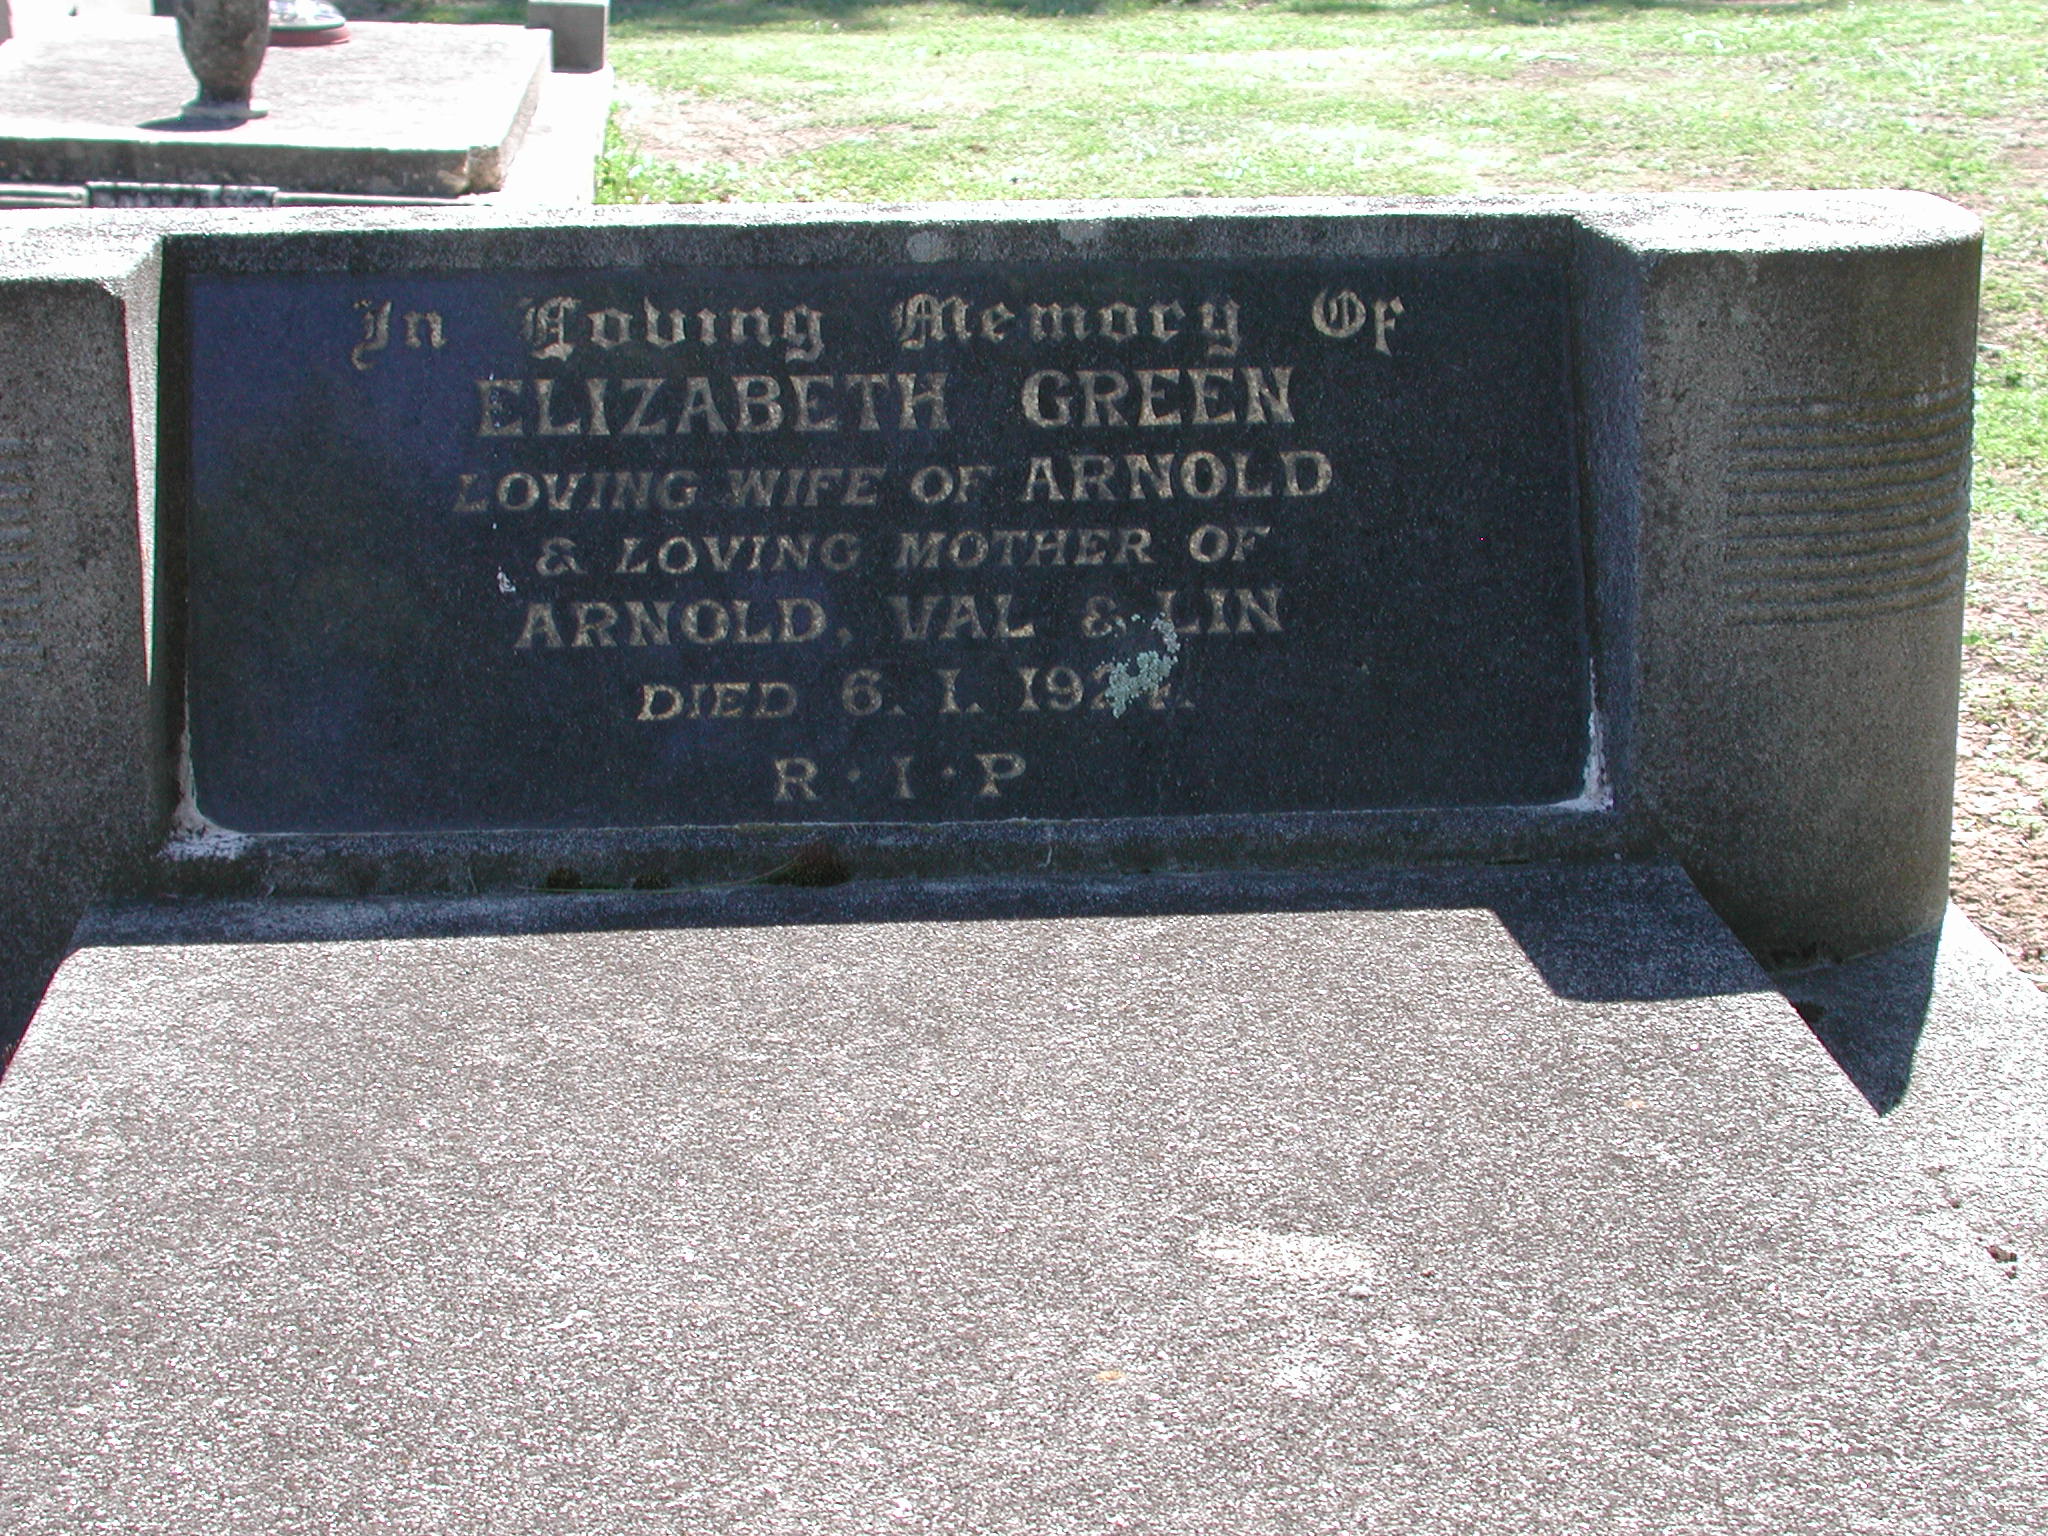 In Loving Memory Of
ELIZABETH GREEN
LOVING WIFE OF ARNOLD
& LOVING MOTHER OF
ARNOLD, VAL & LIN
DIED 6. 1.
R · I · P